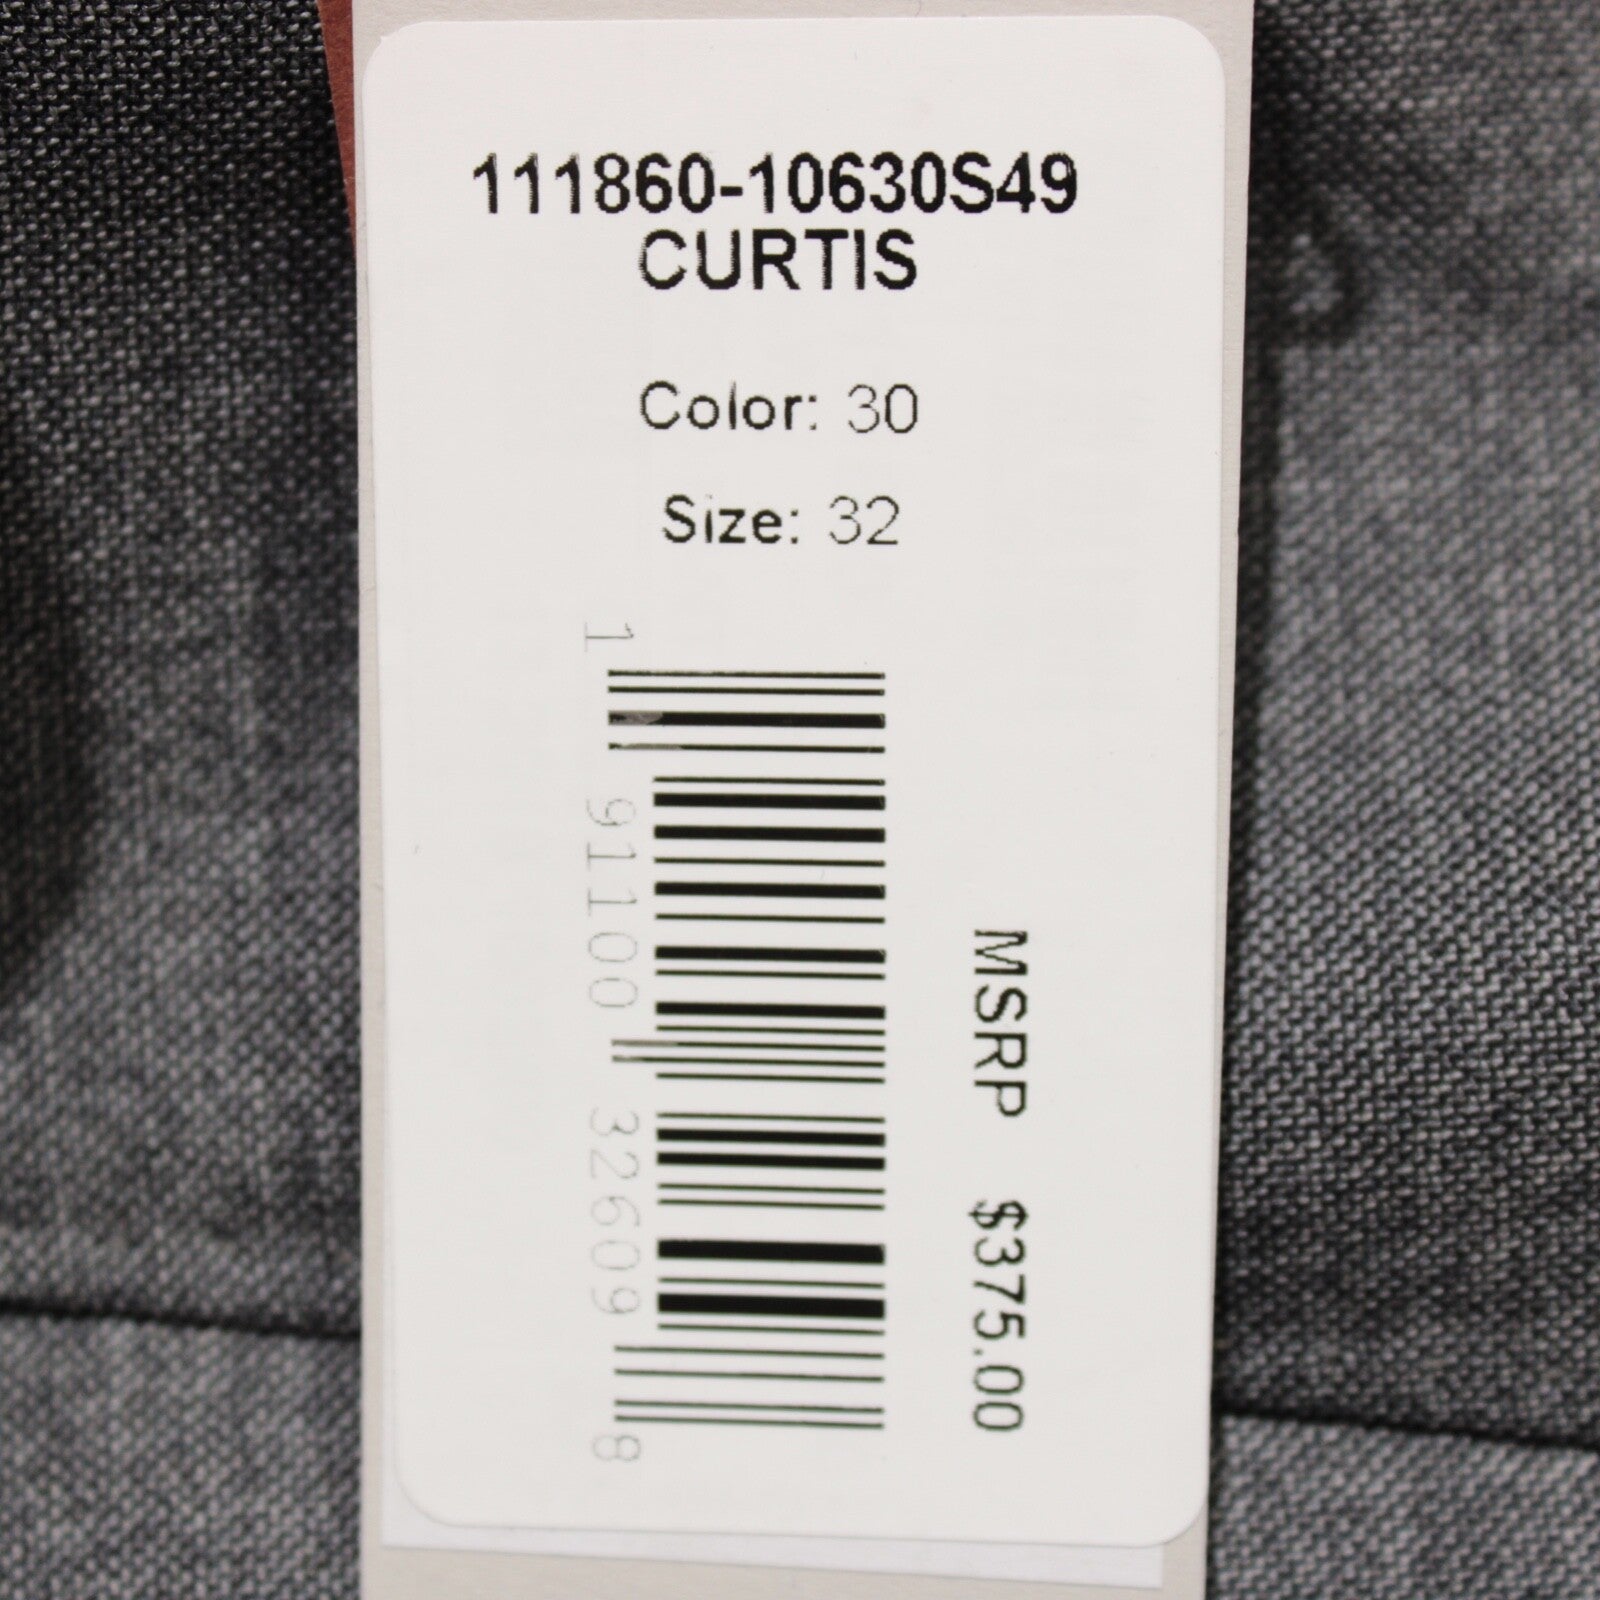 111860-10630S49
CURTIS
Color: 30
Size: 32
1 91100 32609 8
MSRP $375.00